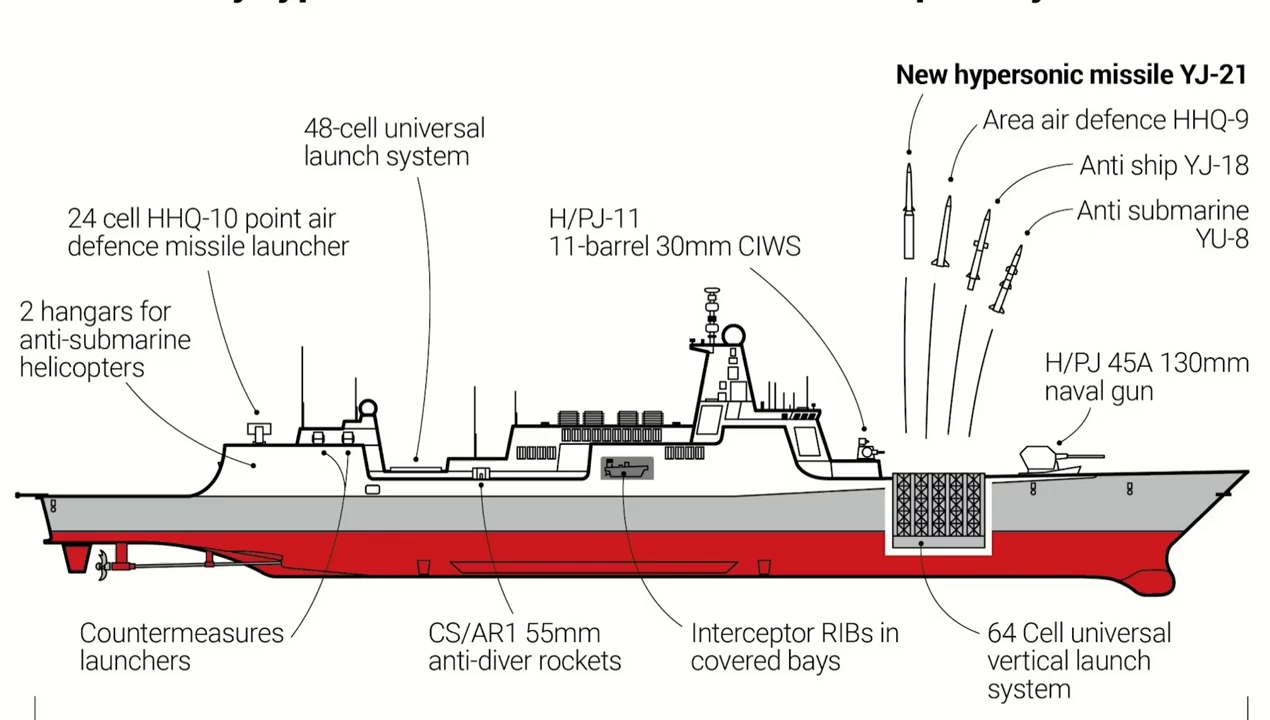 New hypersonic missile YJ-21
Area air defence HHQ-9
48-cell universal
launch system
Anti ship YJ-18
24 cell HHQ-10 point air
defence missile launcher
H/PJ-11
11-barrel 30mm CIWS
Anti submarine
YU-8
2 hangars for
anti-submarine
helicopters
H/PJ 45A 130mm
naval gun
Countermeasures
launchers
CS/AR1 55mm
anti-diver rockets
Interceptor RIBs in
covered bays
64 Cell universal
vertical launch
system